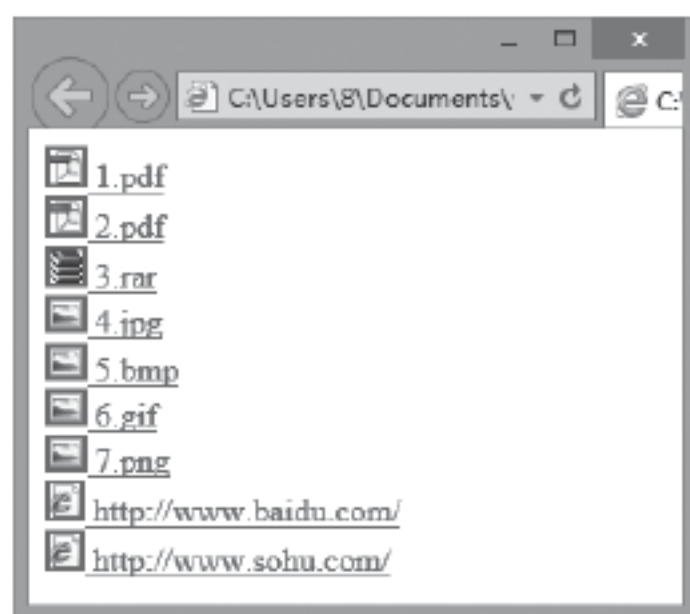 C:\Users\8\Documents\
C:\
1.pdf
2.pdf
3.rar
4.jpg
5.bmp
6.gif
7.png
http://www.baidu.com/
http://www.sohu.com/